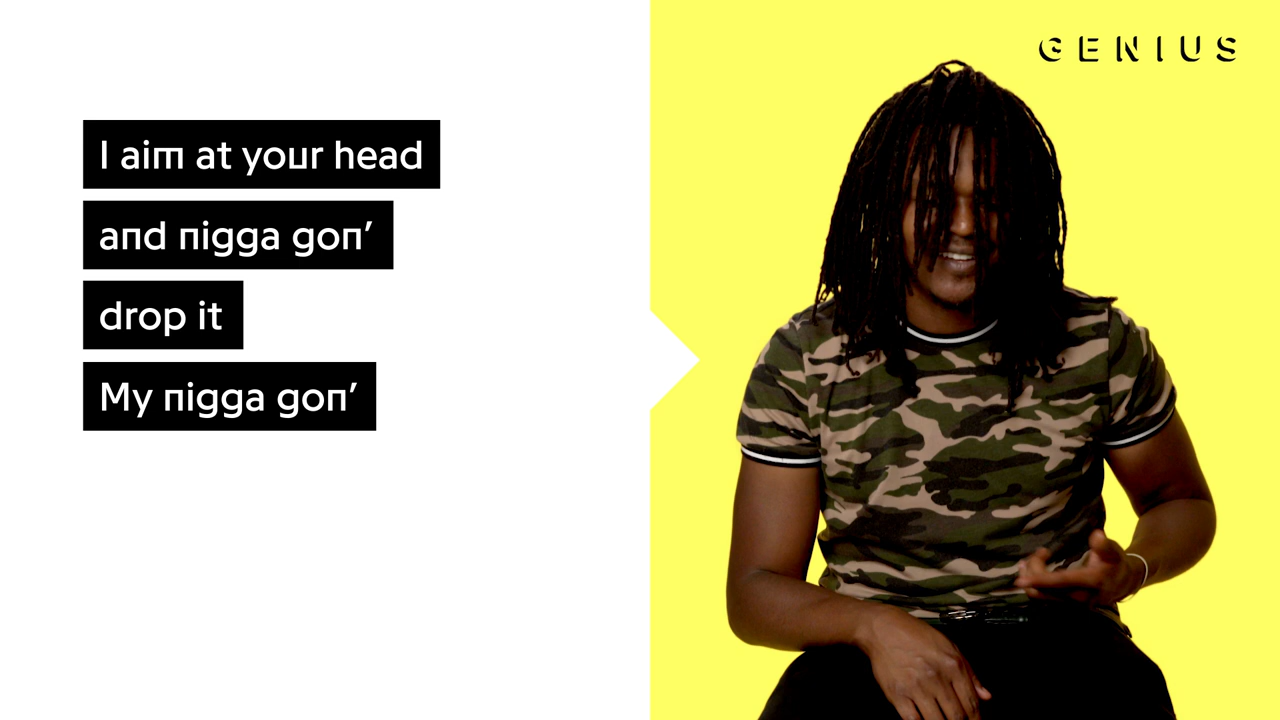 GENIUS
I aim at your head
and nigga gon’
drop it
My nigga gon’